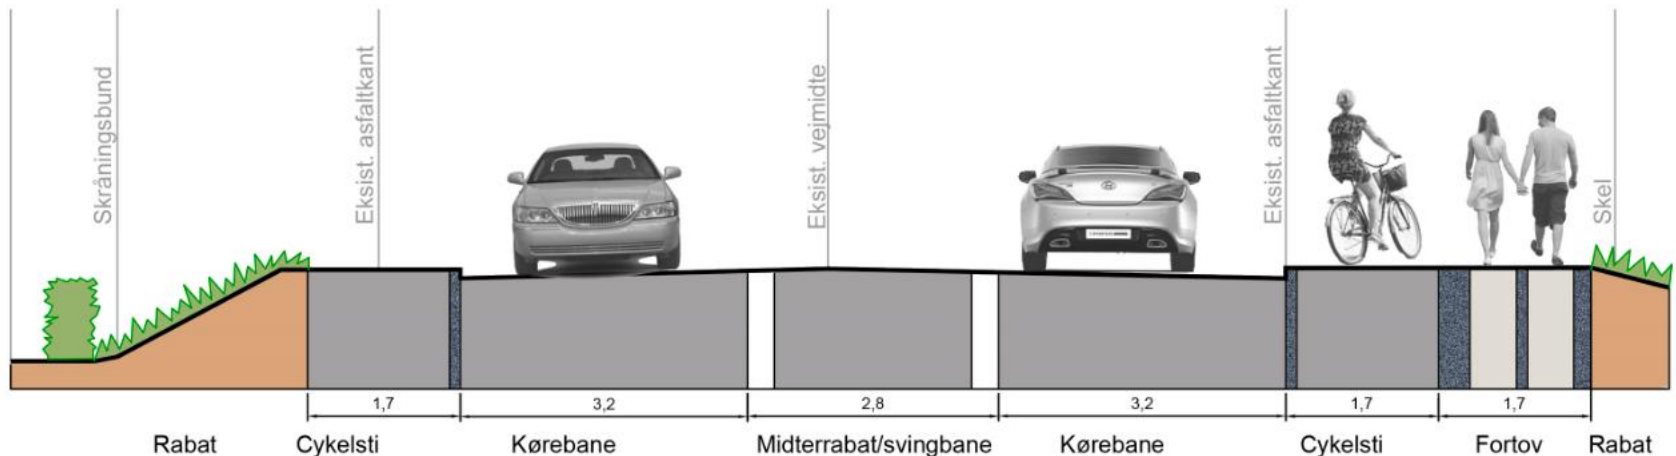 Skråningsbund
Eksist. asfaltkant
Eksist. vejmidte
Eksist. asfaltkant
Skel
1,7
3,2
2,8
3,2
1,7
1,7
Rabat
Cykelsti
Kørebane
Midterrabat/svingbane
Kørebane
Cykelsti
Fortov
Rabat